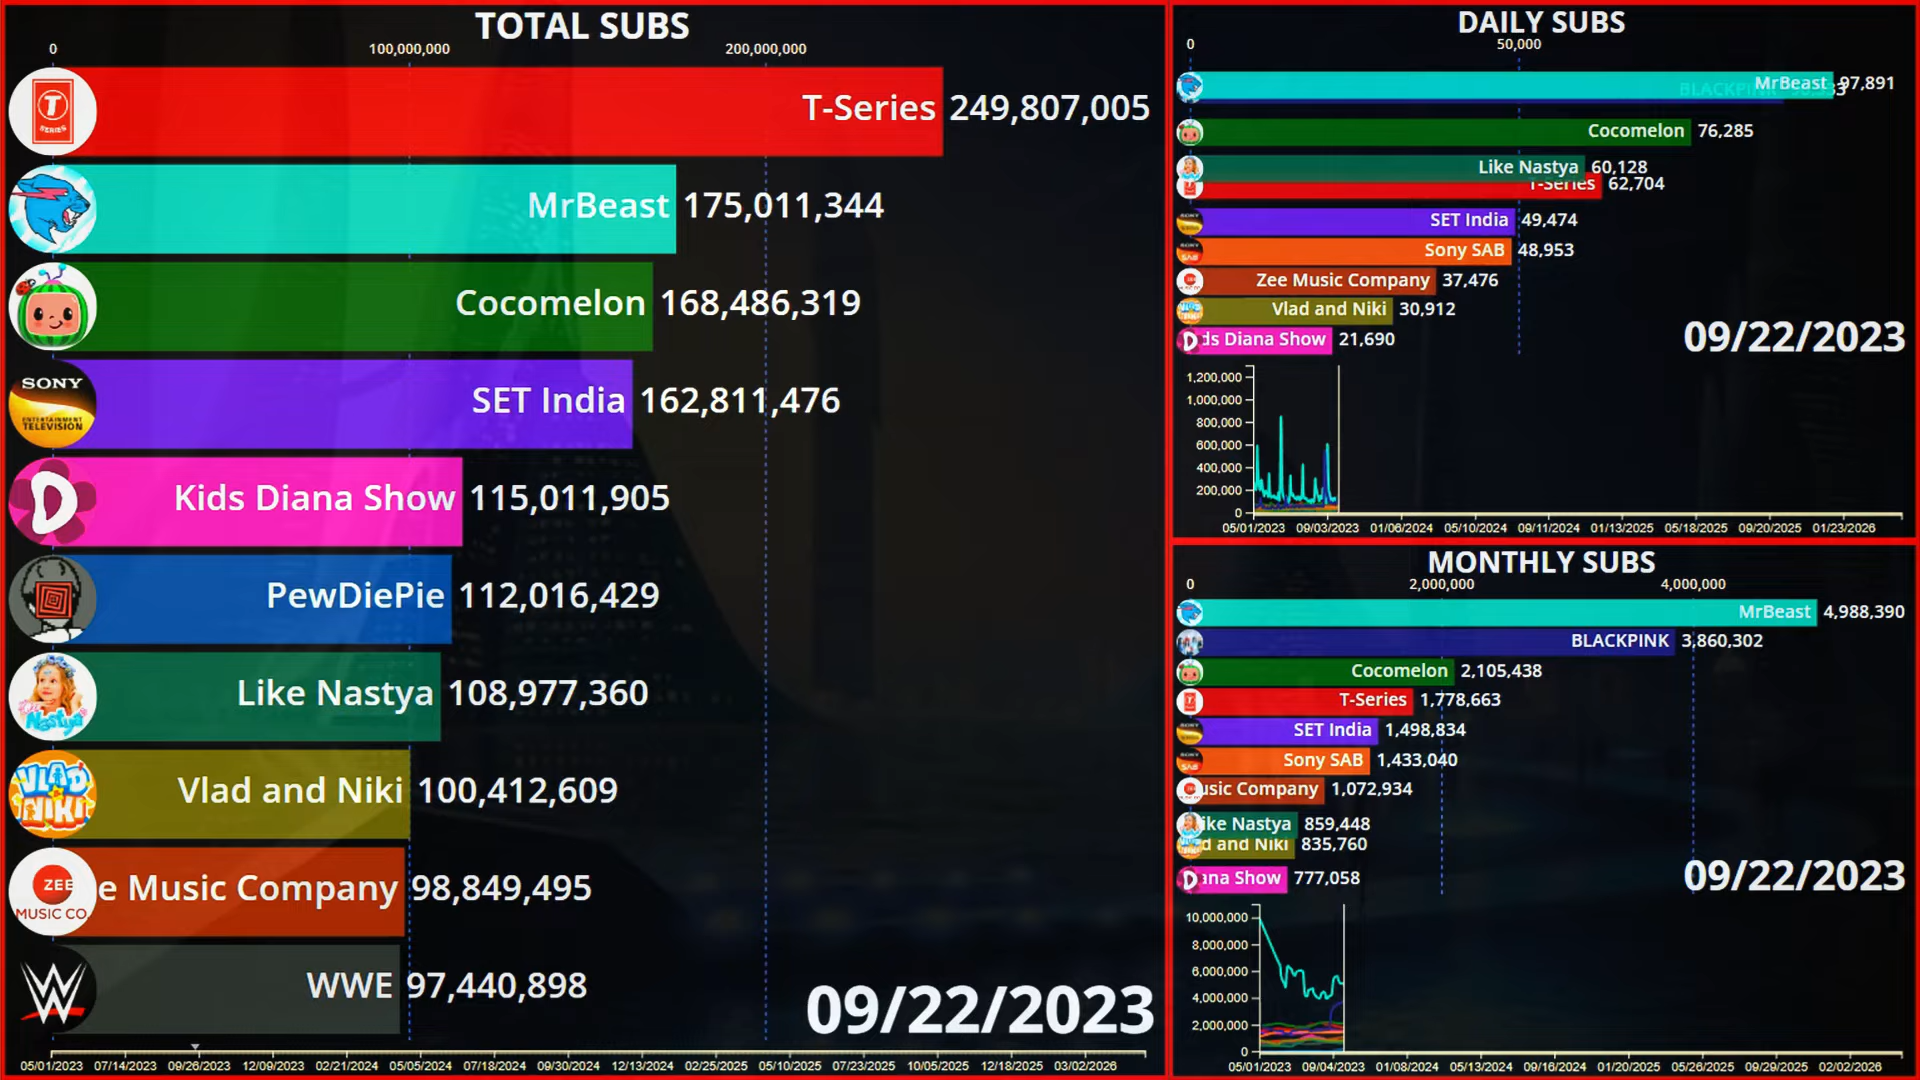 TOTAL SUBS
0 100,000,000 200,000,000
T SERIES
T-Series 249,807,005
MrBeast 175,011,344
Cocomelon 168,486,319
SONY
ENTERTAINMENT
TELEVISION
SET India 162,811,476
D
Kids Diana Show 115,011,905
PewDiePie 112,016,429
Like Nastya 108,977,360
VLAD
NIKI
Vlad and Niki 100,412,609
ZEE
MUSIC CO.
e Music Company 98,849,495
WWE 97,440,898
09/22/2023
05/01/2023 07/14/2023 09/26/2023 12/09/2023 02/21/2024 05/05/2024 07/18/2024 09/30/2024 12/13/2024 02/25/2025 05/10/2025 07/23/2025 10/05/2025 12/18/2025 03/02/2026
DAILY SUBS
0 50,000
MrBeast 97,891
Cocomelon 76,285
Like Nastya 60,128
T-Series 62,704
SET India 49,474
Sony SAB 48,953
Zee Music Company 37,476
Vlad and Niki 30,912
ds Diana Show 21,690
09/22/2023
1,200,000
1,000,000
800,000
600,000
400,000
200,000
0
05/01/2023 09/03/2023 01/06/2024 05/10/2024 09/11/2024 01/13/2025 05/18/2025 09/20/2025 01/23/2026
MONTHLY SUBS
0 2,000,000 4,000,000
MrBeast 4,988,390
BLACKPINK 3,860,302
Cocomelon 2,105,438
T-Series 1,778,663
SET India 1,498,834
Sony SAB 1,433,040
usic Company 1,072,934
ike Nastya 859,448
d and Niki 835,760
ana Show 777,058
09/22/2023
10,000,000
8,000,000
6,000,000
4,000,000
2,000,000
0
05/01/2023 09/04/2023 01/08/2024 05/13/2024 09/16/2024 01/20/2025 05/26/2025 09/29/2025 02/02/2026